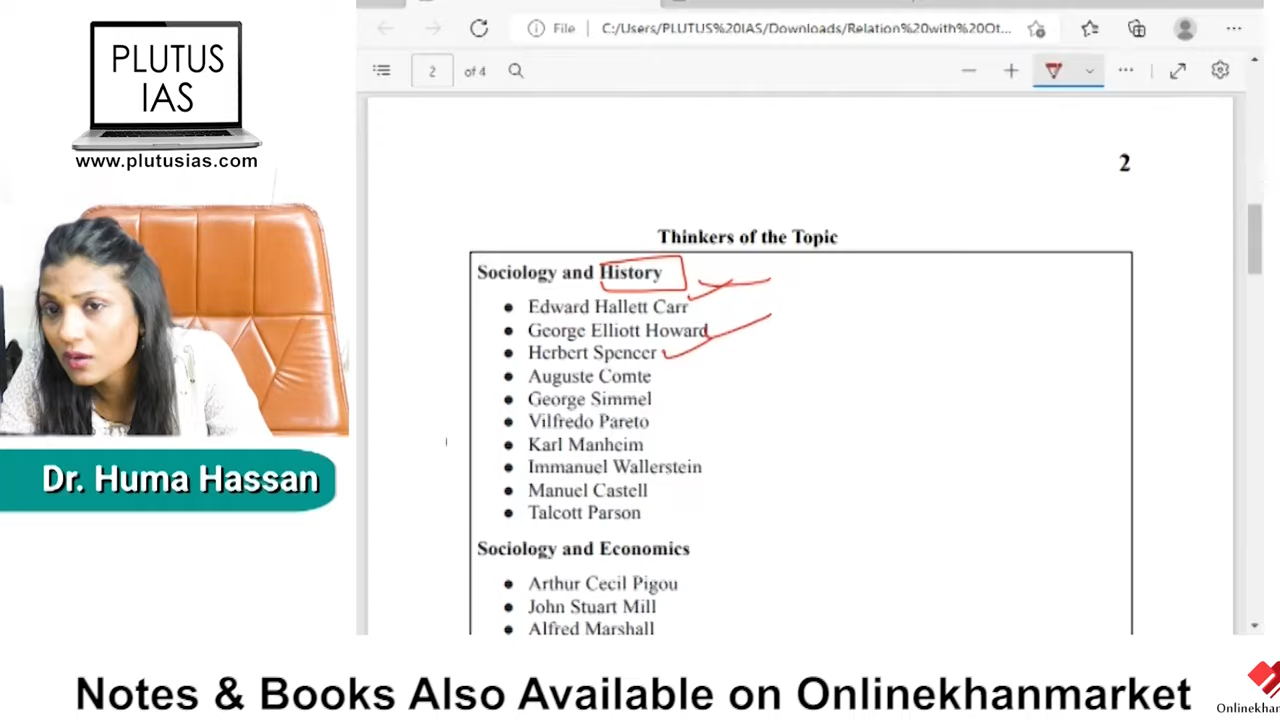 PLUTUS
IAS
www.plutusias.com
File
C:/Users/PLUTUS%20IAS/Downloads/Relation%20with%20Ot...
2 of 4
2
Thinkers of the Topic
Sociology and History
Edward Hallett Carr
George Elliott Howard
Herbert Spencer
Auguste Comte
George Simmel
Vilfredo Pareto
Karl Manheim
Immanuel Wallerstein
Manuel Castell
Talcott Parson
Sociology and Economics
Arthur Cecil Pigou
John Stuart Mill
Alfred Marshall
Dr. Huma Hassan
Notes & Books Also Available on Onlinekhanmarket